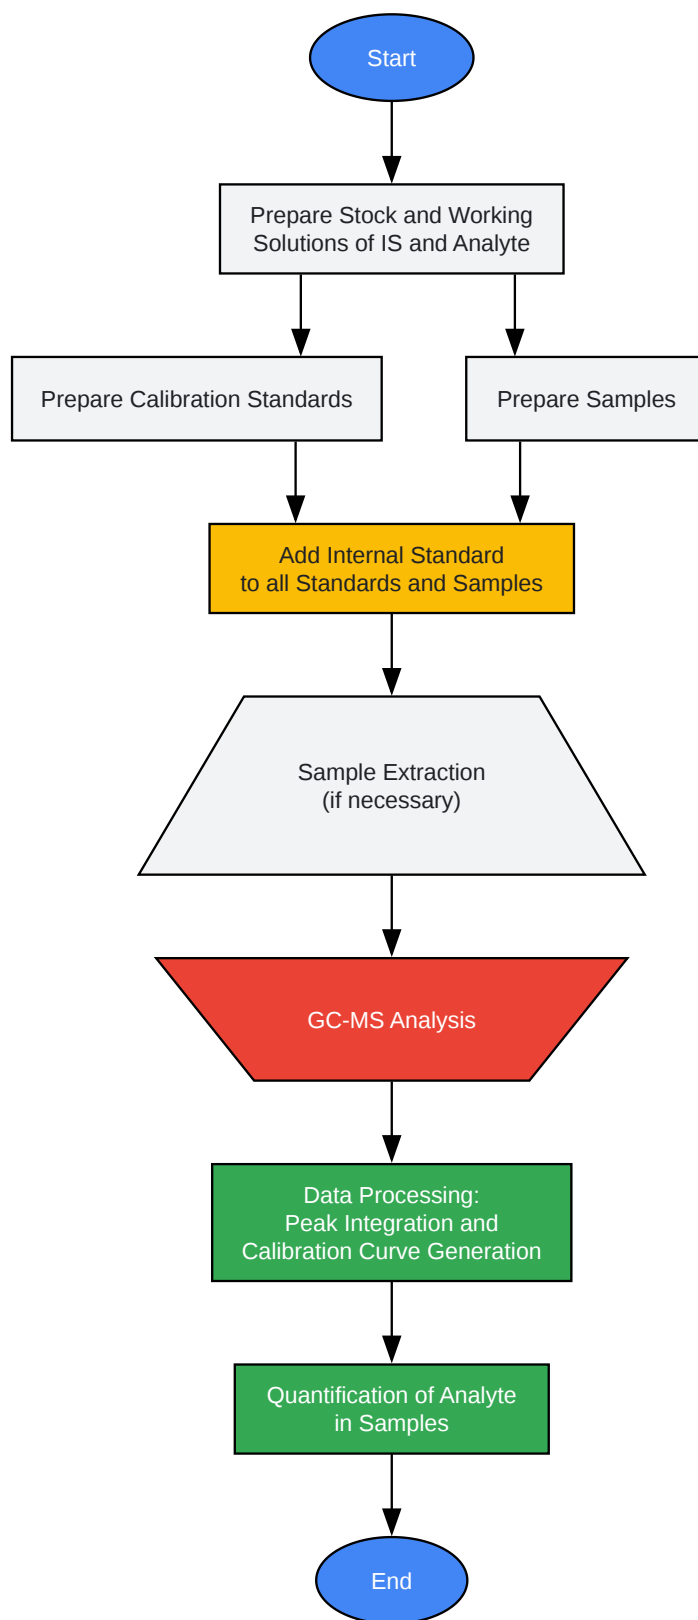 Start
Prepare Stock and Working
Solutions of IS and Analyte
Prepare Calibration Standards
Prepare Samples
Add Internal Standard
to all Standards and Samples
Sample Extraction
(if necessary)
GC-MS Analysis
Data Processing:
Peak Integration and
Calibration Curve Generation
Quantification of Analyte
in Samples
End